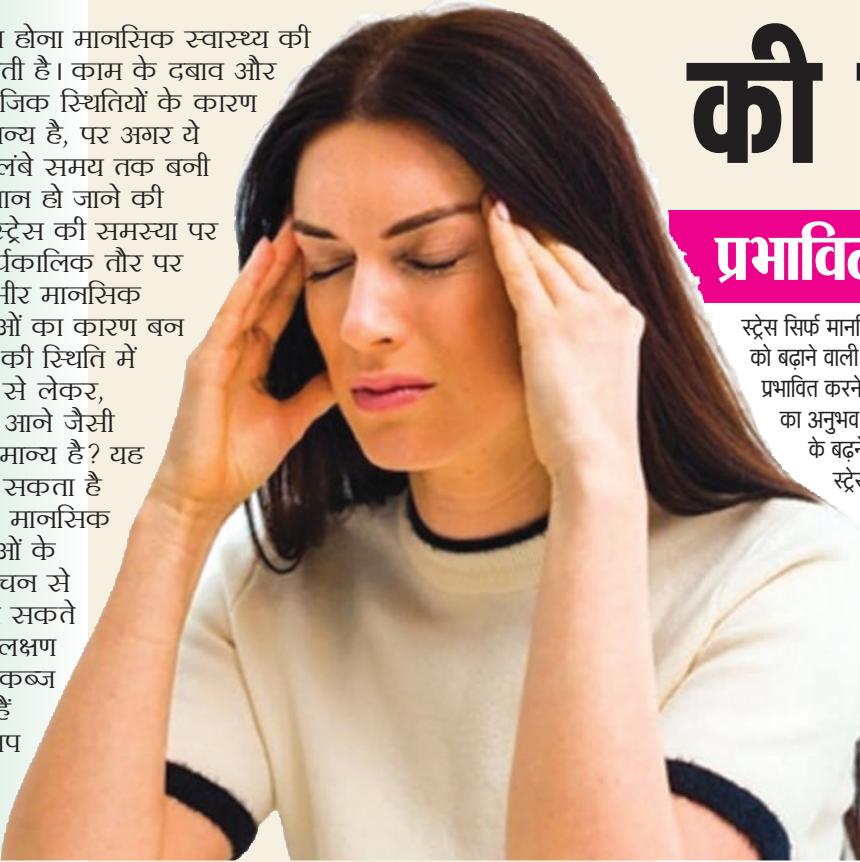 होना मानसिक स्वास्थ्य की
ती है। काम के दबाव और
जिक स्थितियों के कारण
न्य है, पर अगर ये
लंबे समय तक बनी
ान हो जाने की
स्ट्रेस की समस्या पर
र्घकालिक तौर पर
भीर मानसिक
ओं का कारण बन
की स्थिति में
से लेकर,
आने जैसी
मान्य है? यह
सकता है
मानसिक
ओं के
चन से
सकते
लक्षण
कब्ज
हैं
की
प्रभावित
स्ट्रेस सिर्फ मानसि
को बढ़ाने वाली
प्रभावित करने
का अनुभव
के बढ़ने
स्ट्रेस